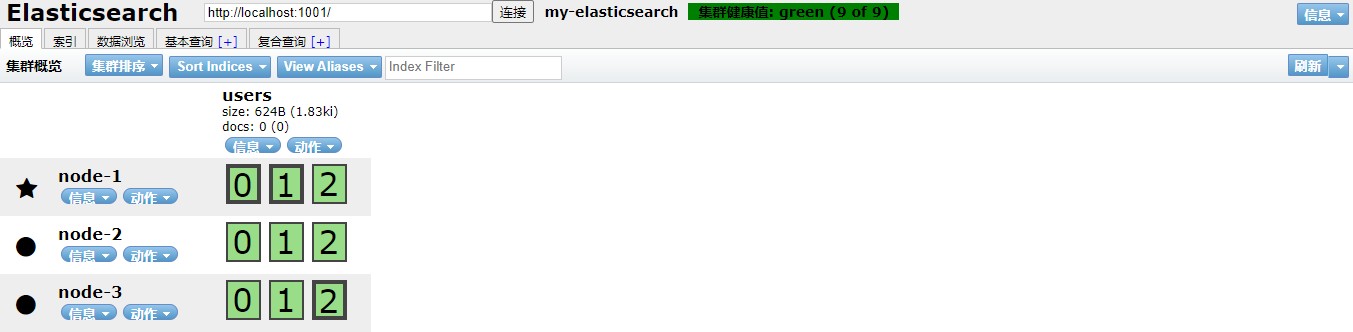 Elasticsearch http://localhost:1001/ 连接 my-elasticsearch 集群健康值: green (9 of 9) 信息
概览 索引 数据浏览 基本查询 [+] 复合查询 [+]
集群概览 集群排序 Sort Indices View Aliases Index Filter 刷新
users
size: 624B (1.83ki)
docs: 0 (0)
信息 动作
node-1 0 1 2
信息 动作
node-2 0 1 2
信息 动作
node-3 0 1 2
信息 动作